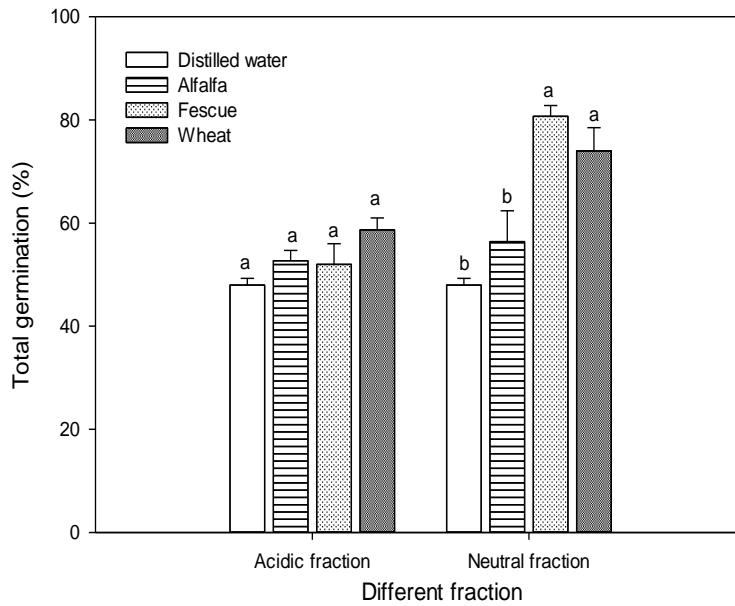 100
80
60
40
20
0
Total germination (%)
Distilled water
Alfalfa
Fescue
Wheat
a
a
a
a
b
b
a
a
Acidic fraction
Neutral fraction
Different fraction